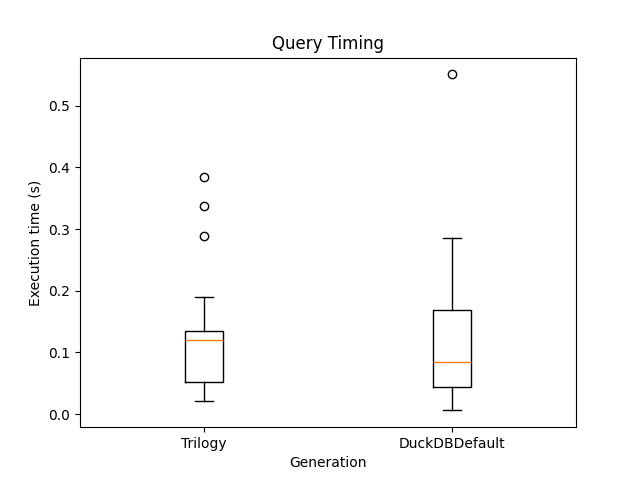 Query Timing
Execution time (s)
0.5
0.4
0.3
0.2
0.1
0.0
Trilogy
DuckDBDefault
Generation